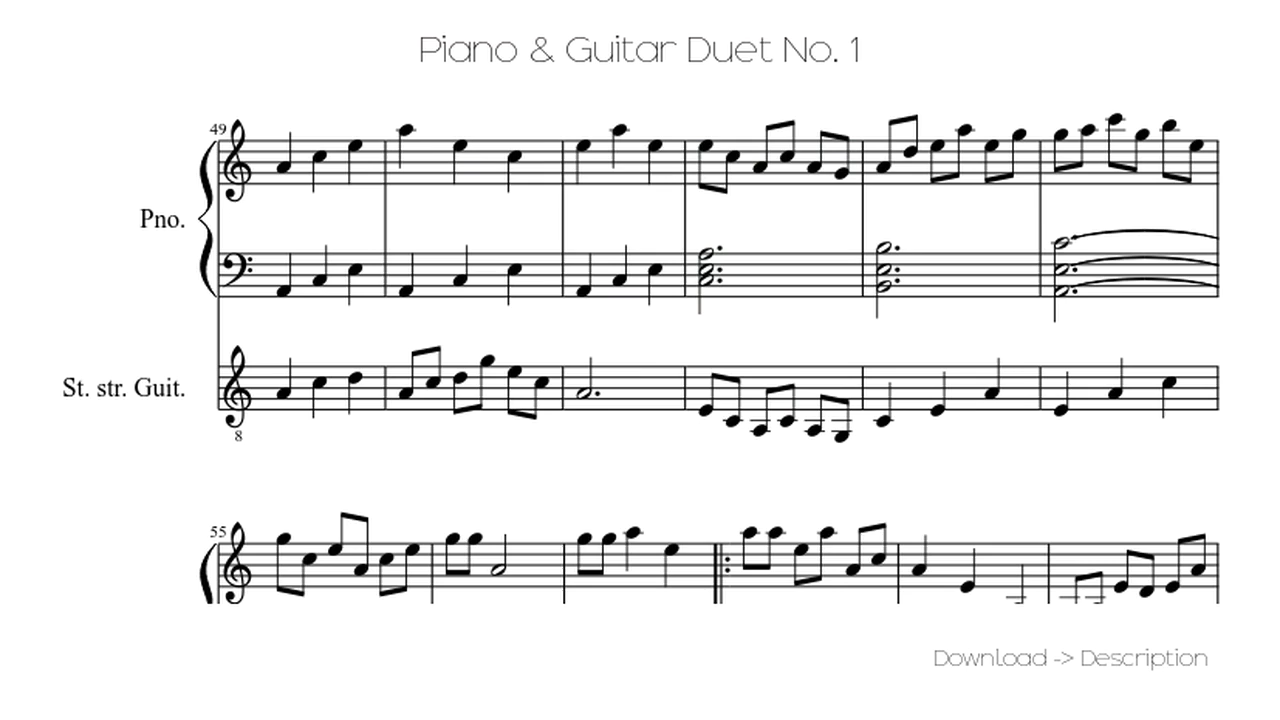 Piano & Guitar Duet No. 1
49
Pno.
St. str. Guit.
8
55
Download -> Description